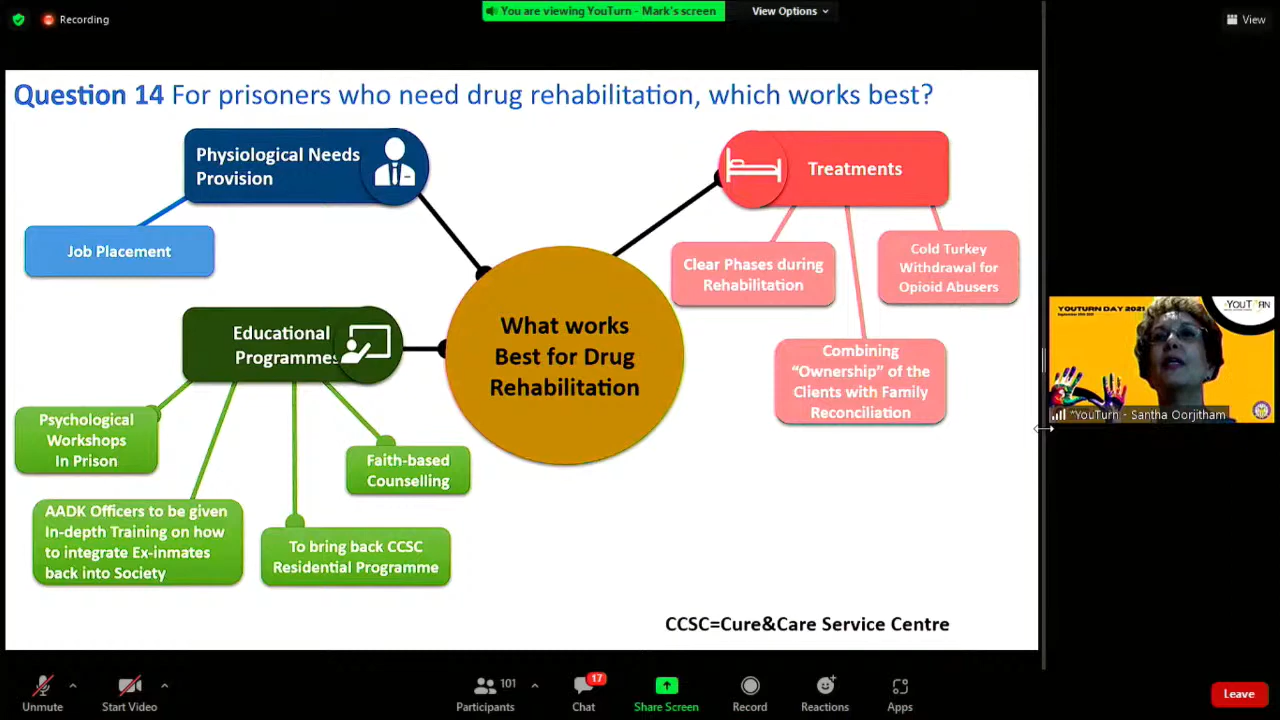 Recording
You are viewing YouTurn - Mark's screen
View Options
View
Question 14 For prisoners who need drug rehabilitation, which works best?
Physiological Needs
Provision
Job Placement
Treatments
Clear Phases during
Rehabilitation
Cold Turkey
Withdrawal for
Opioid Abusers
Combining
“Ownership” of the
Clients with Family
Reconciliation
What works
Best for Drug
Rehabilitation
Educational
Programmes
Psychological
Workshops
In Prison
Faith-based
Counselling
AADK Officers to be given
In-depth Training on how
to integrate Ex-inmates
back into Society
To bring back CCSC
Residential Programme
CCSC=Cure&Care Service Centre
YOUTURN DAY 2021
"YouTurn - Santha Oorjitham
Unmute
Start Video
101
Participants
17
Chat
Share Screen
Record
Reactions
Apps
Leave